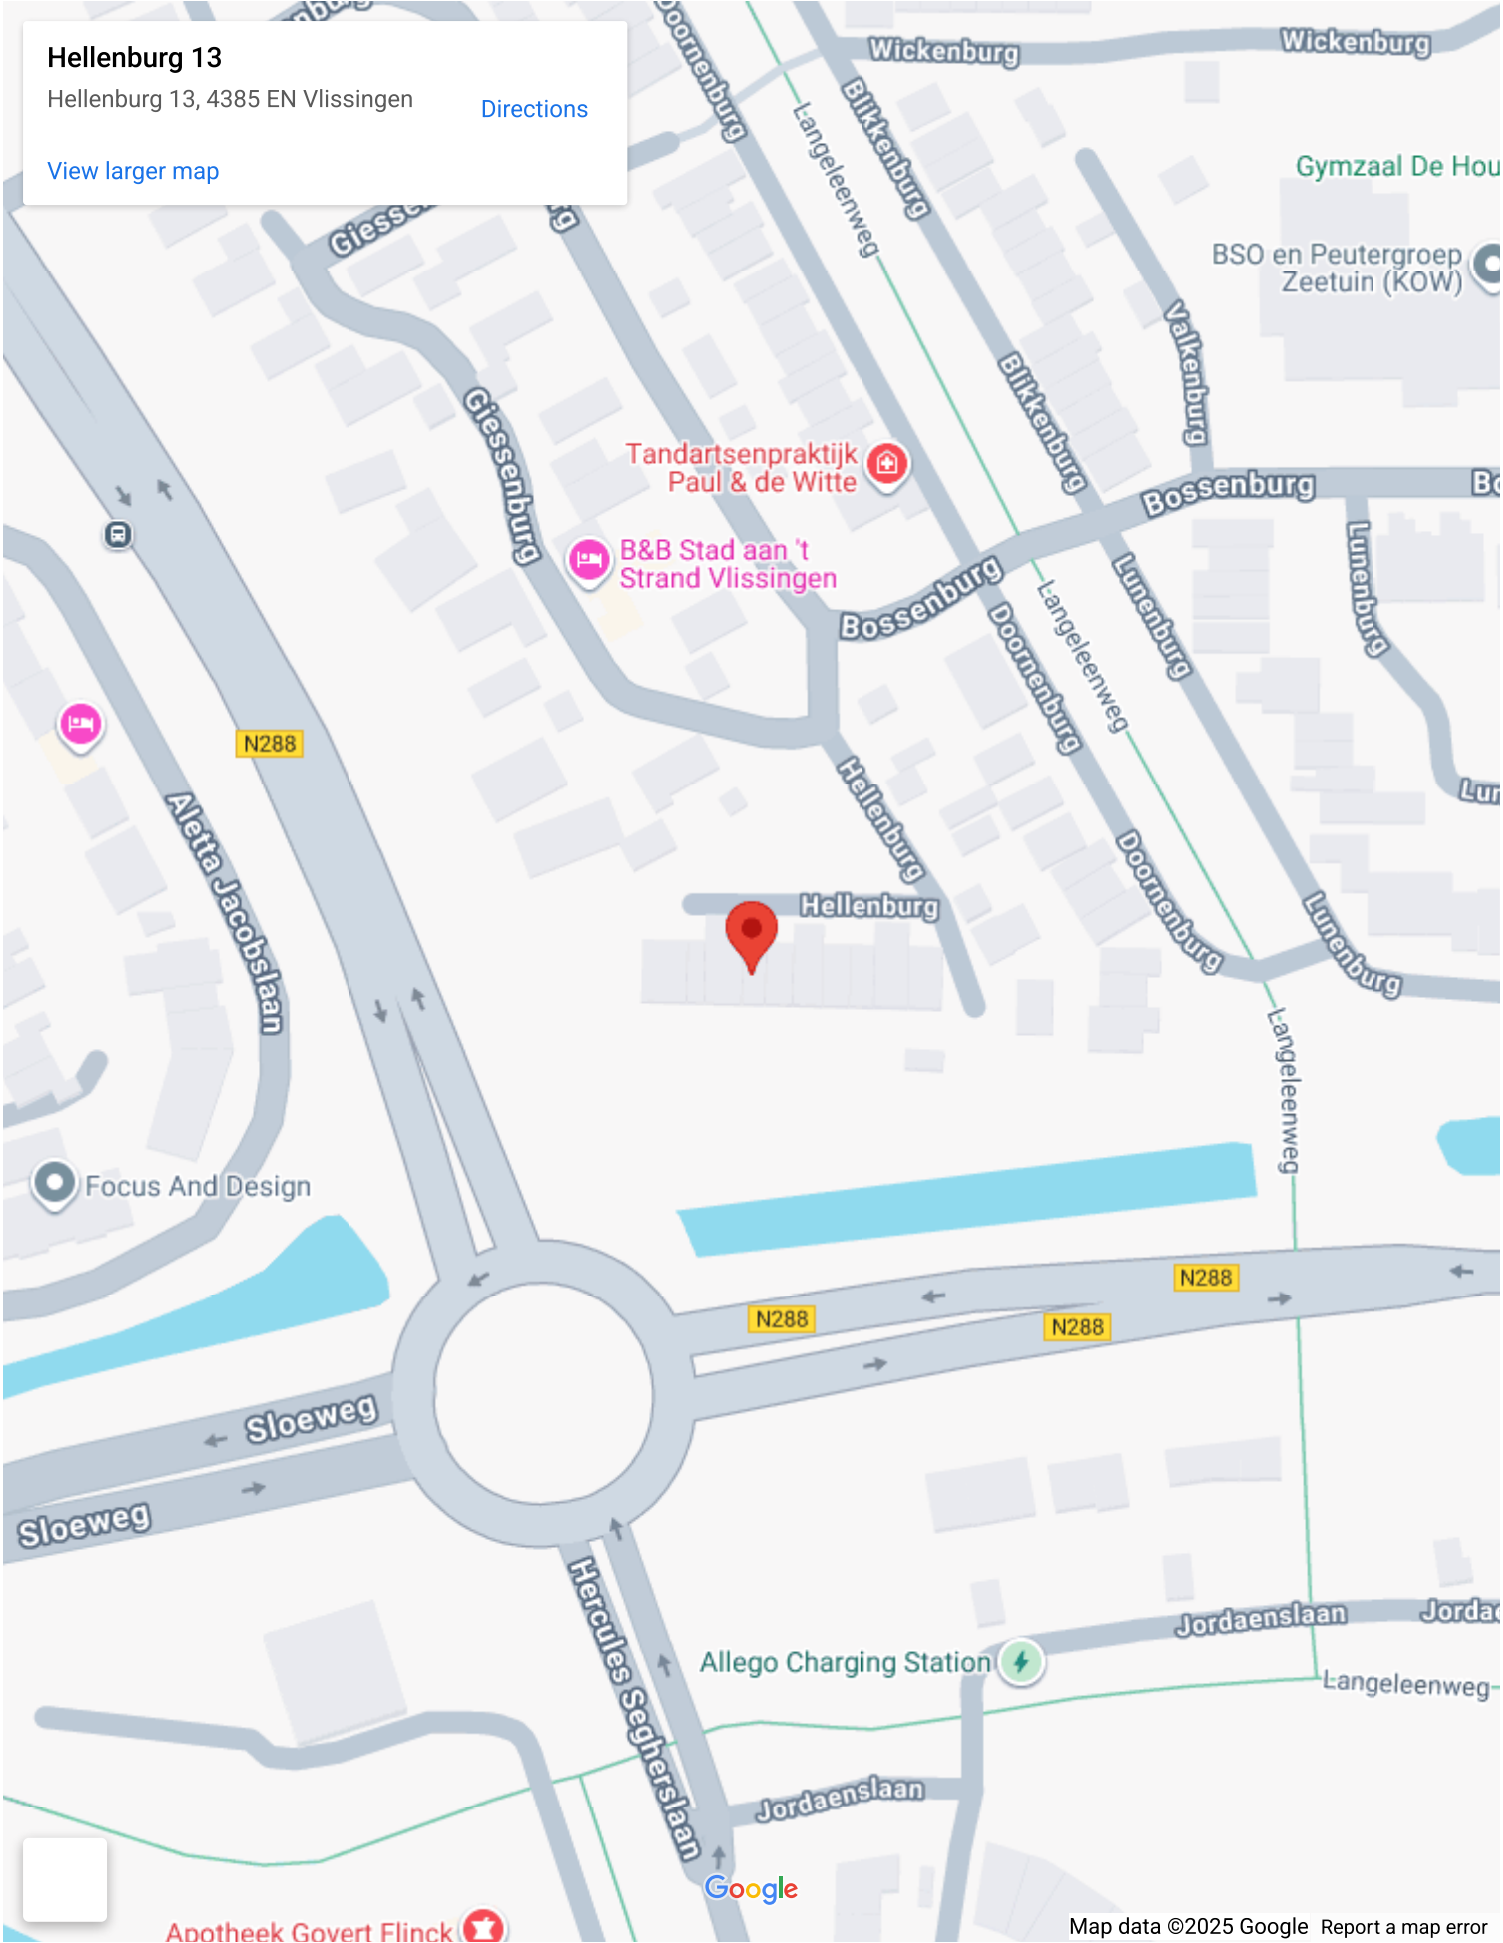 Hellenburg 13
Hellenburg 13, 4385 EN Vlissingen
Directions
View larger map
Doornenburg
Wickenburg
Wickenburg
Blikkenburg
Langeleenweg
Gymzaal De Hou
BSO en Peutergroep
Zeetuin (KOW)
Valkenburg
Giessenburg
Blikkenburg
Tandartsenpraktijk
Paul & de Witte
Bossenburg
B&B Stad aan 't
Strand Vlissingen
Bossenburg
Lunenburg
Lunenburg
Doornenburg
Langeleenweg
N288
Hellenburg
Aletta Jacobslaan
Doornenburg
Hellenburg
Lunenburg
Langeleenweg
Focus And Design
N288
N288
N288
Sloeweg
Sloeweg
Hercules Segherslaan
Jordaenslaan
Allego Charging Station
Langeleenweg
Jordaenslaan
Google
Apotheek Govert Flinck
Map data ©2025 Google
Report a map error